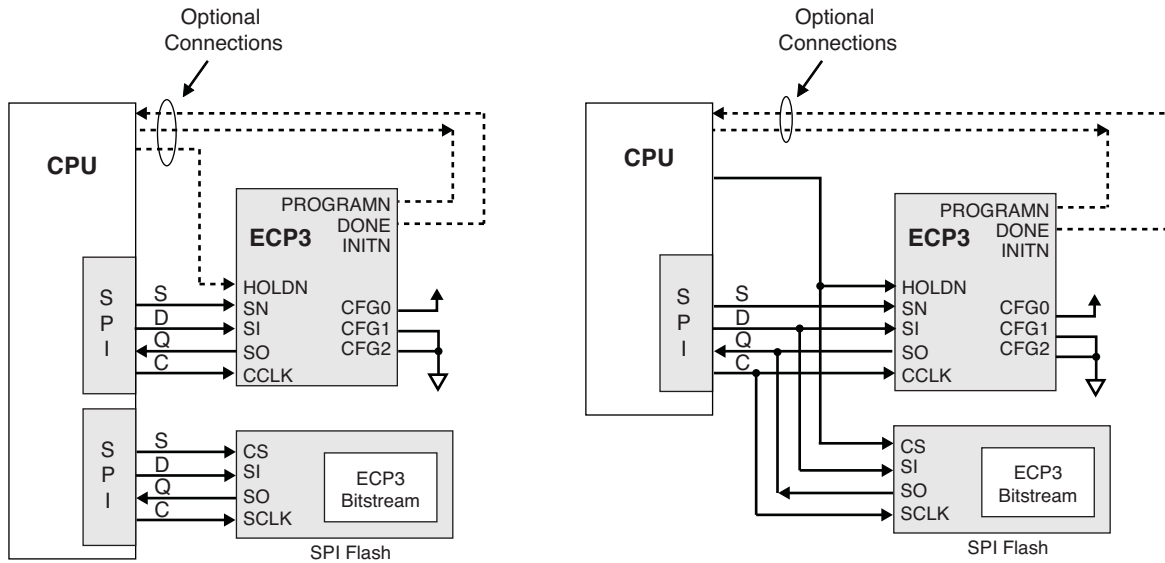 Optional
Connections
CPU
PROGRAMN
DONE
ECP3
INITN
HOLDN
S
SN
CFG0
D
SI
CFG1
Q
SO
CFG2
C
CCLK
S
P
I
S
CS
D
SI
Q
SO
C
SCLK
S
P
I
ECP3
Bitstream
SPI Flash
Optional
Connections
CPU
PROGRAMN
DONE
ECP3
INITN
HOLDN
S
SN
CFG0
D
SI
CFG1
Q
SO
CFG2
C
CCLK
S
P
I
CS
SI
SO
SCLK
ECP3
Bitstream
SPI Flash